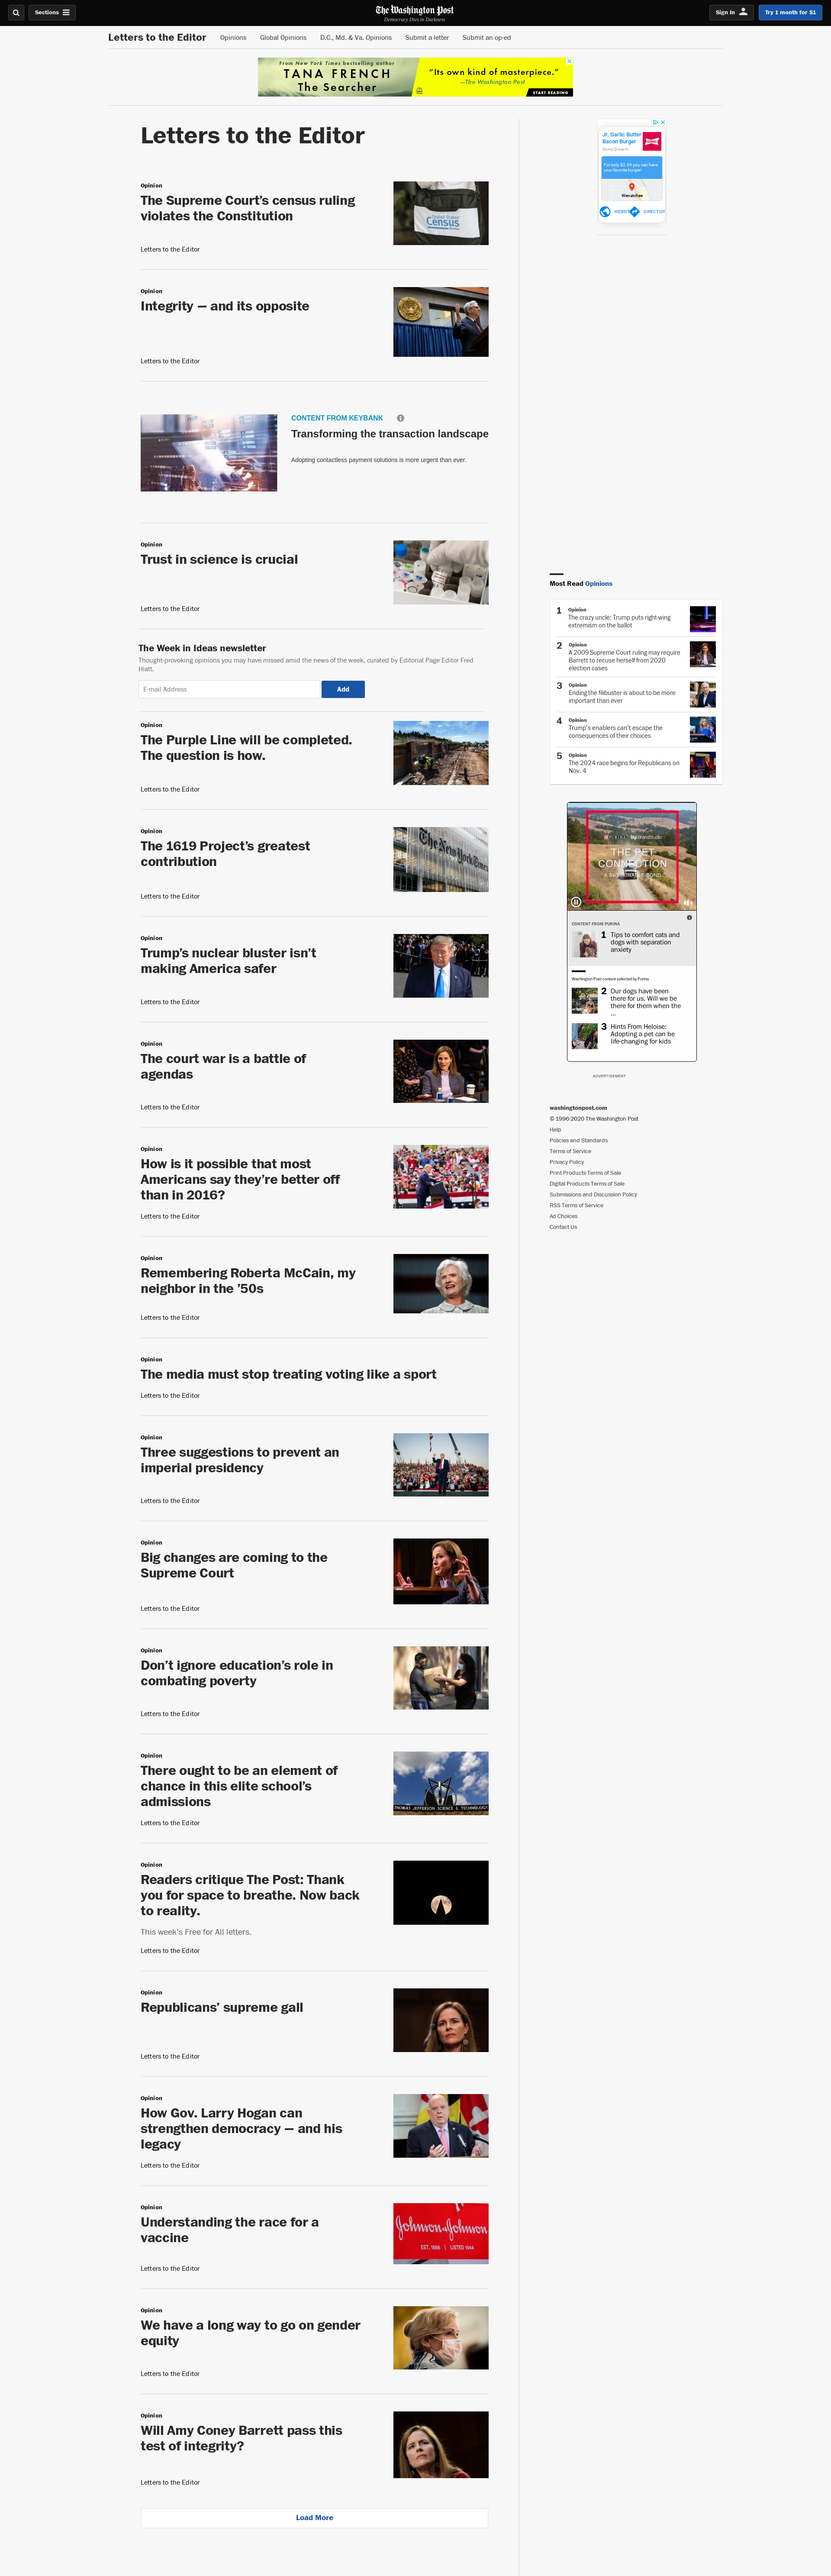 Sections
The Washington Post
Democracy Dies in Darkness
Sign In
Try 1 month for $1
Letters to the Editor
Opinions
Global Opinions
D.C., Md. & Va. Opinions
Submit a letter
Submit an op-ed
From New York Times bestselling author
TANA FRENCH
The Searcher
"Its own kind of masterpiece."
—The Washington Post
START READING
Letters to the Editor
Opinion
The Supreme Court's census ruling
violates the Constitution
Letters to the Editor
United States
Census
Opinion
Integrity — and its opposite
Letters to the Editor
CONTENT FROM KEYBANK
Transforming the transaction landscape
Adopting contactless payment solutions is more urgent than ever.
Opinion
Trust in science is crucial
Letters to the Editor
The Week in Ideas newsletter
Thought-provoking opinions you may have missed amid the news of the week, curated by Editorial Page Editor Fred
Hiatt.
E-mail Address
Add
Opinion
The Purple Line will be completed.
The question is how.
Letters to the Editor
Opinion
The 1619 Project's greatest
contribution
Letters to the Editor
The New York Times
Opinion
Trump's nuclear bluster isn't
making America safer
Letters to the Editor
Opinion
The court war is a battle of
agendas
Letters to the Editor
Opinion
How is it possible that most
Americans say they're better off
than in 2016?
Letters to the Editor
Opinion
Remembering Roberta McCain, my
neighbor in the '50s
Letters to the Editor
Opinion
The media must stop treating voting like a sport
Letters to the Editor
Opinion
Three suggestions to prevent an
imperial presidency
Letters to the Editor
Opinion
Big changes are coming to the
Supreme Court
Letters to the Editor
Opinion
Don't ignore education's role in
combating poverty
Letters to the Editor
Opinion
There ought to be an element of
chance in this elite school's
admissions
Letters to the Editor
THOMAS JEFFERSON SCIENCE & TECHNOLOGY
Opinion
Readers critique The Post: Thank
you for space to breathe. Now back
to reality.
This week's Free for All letters.
Letters to the Editor
Opinion
Republicans' supreme gall
Letters to the Editor
Opinion
How Gov. Larry Hogan can
strengthen democracy — and his
legacy
Letters to the Editor
Opinion
Understanding the race for a
vaccine
Letters to the Editor
Johnson & Johnson
EST. 1886 | LISTED 1944
Opinion
We have a long way to go on gender
equity
Letters to the Editor
Opinion
Will Amy Coney Barrett pass this
test of integrity?
Letters to the Editor
Load More
Jr. Garlic Butter
Bacon Burger
Sonic Drive-In
For only $2.99 you can have
your favorite burger!
Wenatchee
WEBSIT
DIRECTION
Most Read Opinions
1
Opinion
The crazy uncle: Trump puts right-wing
extremism on the ballot
2
Opinion
A 2009 Supreme Court ruling may require
Barrett to recuse herself from 2020
election cases
3
Opinion
Ending the filibuster is about to be more
important than ever
4
Opinion
Trump's enablers can't escape the
consequences of their choices
5
Opinion
The 2024 race begins for Republicans on
Nov. 4
PURINA
BrandStudio
THE PET
CONNECTION
CONTENT FROM PURINA
1 Tips to comfort cats and
dogs with separation
anxiety
Washington Post content selected by Purina
2 Our dogs have been
there for us. Will we be
there for them when the
...
3 Hints From Heloise:
Adopting a pet can be
life-changing for kids
ADVERTISEMENT
washingtonpost.com
© 1996-2020 The Washington Post
Help
Policies and Standards
Terms of Service
Privacy Policy
Print Products Terms of Sale
Digital Products Terms of Sale
Submissions and Discussion Policy
RSS Terms of Service
Ad Choices
Contact Us